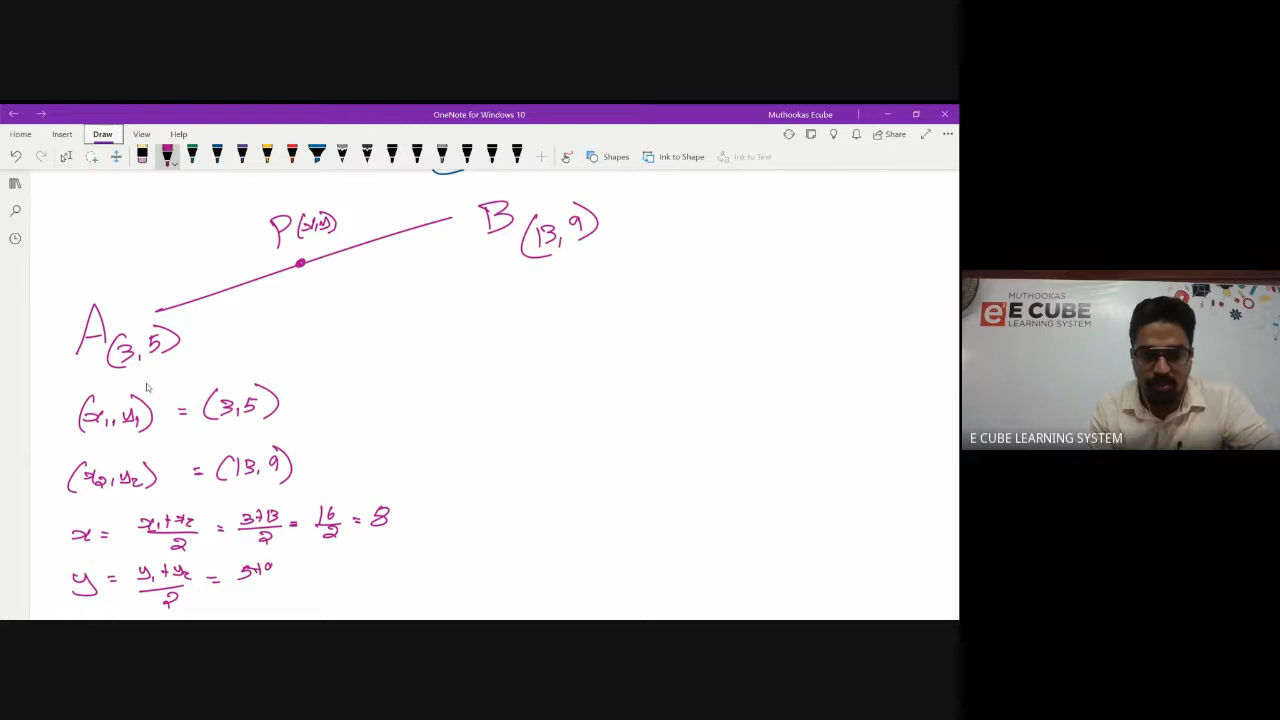 OneNote for Windows 10
Muthookas Ecube
Home Insert Draw View Help
Share
Shapes Ink to Shape Ink to Text
P(x,y)
B (13, 9)
A (3, 5)
(x₁, y₁) = (3,5)
(x₂, y₂) = (13, 9)
x = x₁+x₂/2 = 3+13/2 = 16/2 = 8
y = y₁+y₂/2 = 5+9
MUTHOOKAS
e E CUBE
LEARNING SYSTEM
E CUBE LEARNING SYSTEM